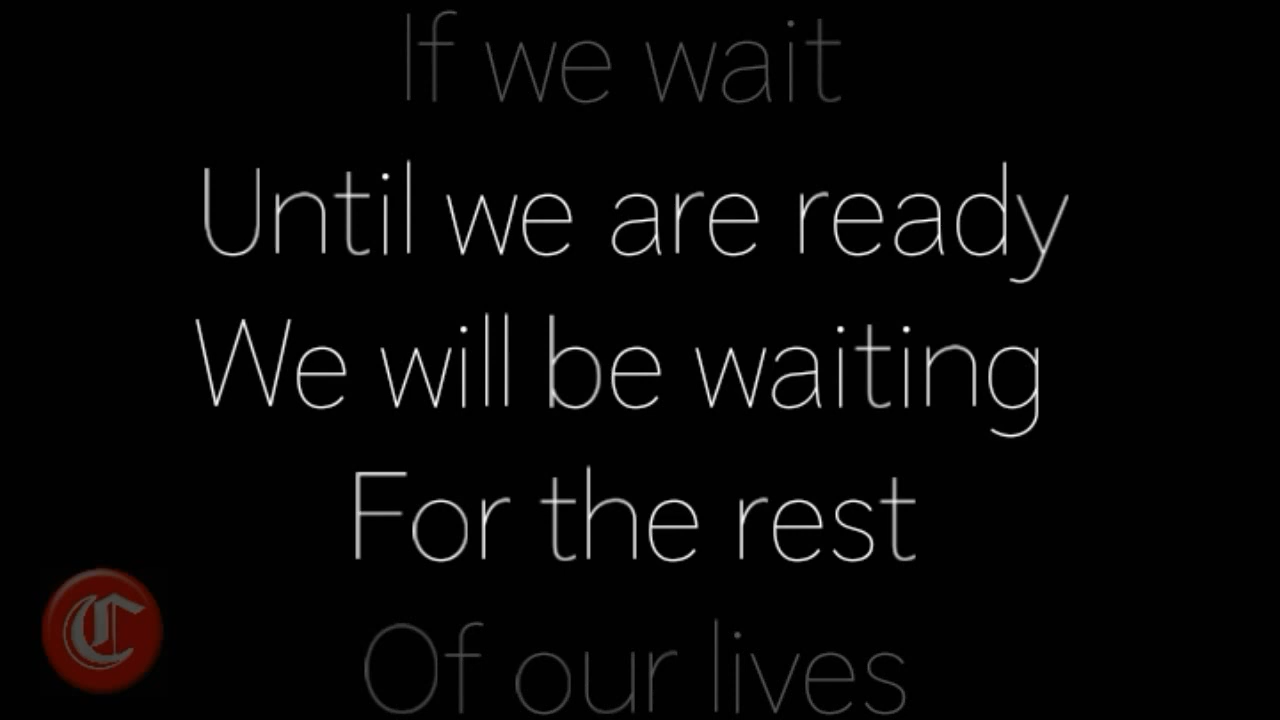 If we wait
Until we are ready
We will be waiting
For the rest
Of our lives
C